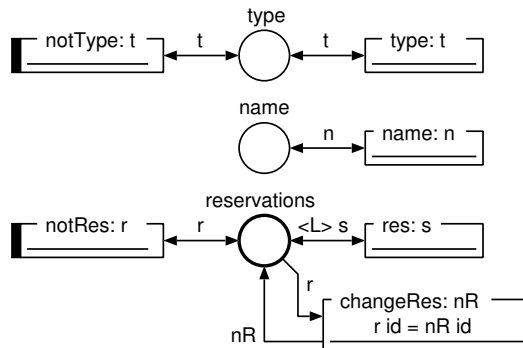 type
notType: t
t
t
type: t
name
n
name: n
reservations
notRes: r
r
<L> s
res: s
r
changeRes: nR
r id = nR id
nR